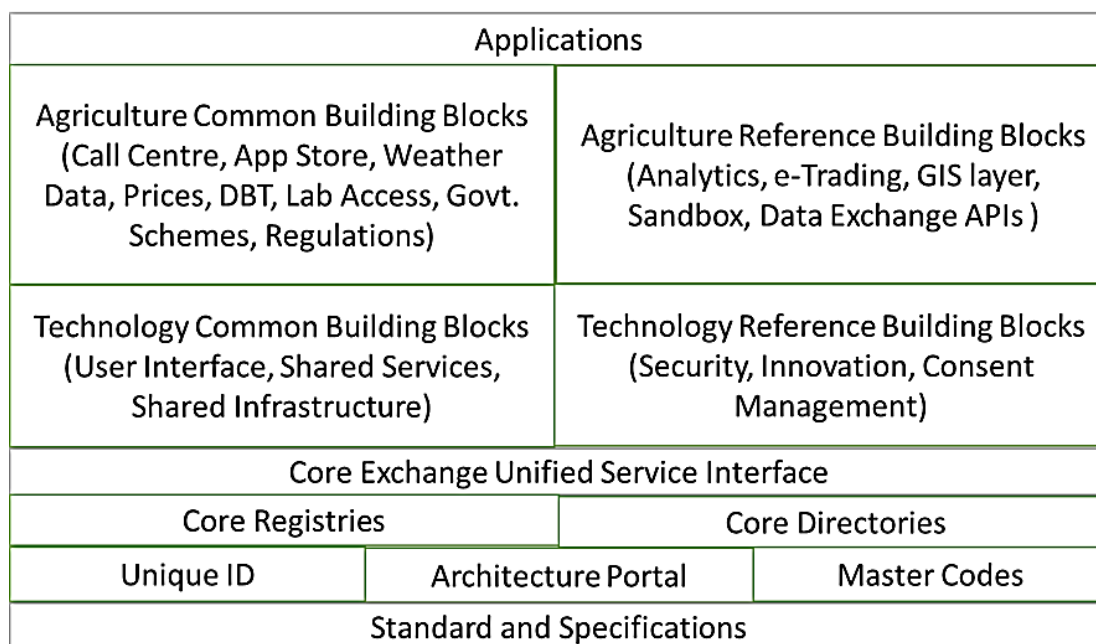 Applications
Agriculture Common Building Blocks
(Call Centre, App Store, Weather
Data, Prices, DBT, Lab Access, Govt.
Schemes, Regulations)
Agriculture Reference Building Blocks
(Analytics, e-Trading, GIS layer,
Sandbox, Data Exchange APIs )
Technology Common Building Blocks
(User Interface, Shared Services,
Shared Infrastructure)
Technology Reference Building Blocks
(Security, Innovation, Consent
Management)
Core Exchange Unified Service Interface
Core Registries
Core Directories
Unique ID
Architecture Portal
Master Codes
Standard and Specifications